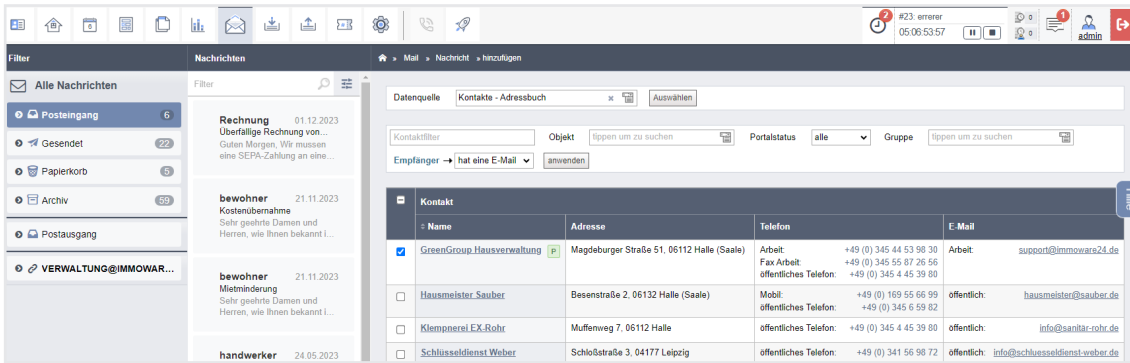 6
2
#23: errerer
05:06:53:57
0
0
1
admin
Filter
Nachrichten
» Mail » Nachricht » hinzufügen
Alle Nachrichten
Posteingang 6
Gesendet 22
Papierkorb 5
Archiv 59
Postausgang
VERWALTUNG@IMMOWAR...
Filter
Rechnung 01.12.2023
Überfällige Rechnung von...
Guten Morgen, Wir mussen
eine SEPA-Zahlung an eine...
bewohner 21.11.2023
Kostenübernahme
Sehr geehrte Damen und
Herren, wie Ihnen bekannt i...
bewohner 21.11.2023
Mietminderung
Sehr geehrte Damen und
Herren, wie Ihnen bekannt i...
handwerker 24.05.2023
Datenquelle Kontakte - Adressbuch × Auswählen
Kontaktfilter Objekt tippen um zu suchen Portalstatus alle Gruppe tippen um zu suchen
Empfänger → hat eine E-Mail anwenden
Kontakt
Name Adresse Telefon E-Mail
GreenGroup Hausverwaltung P Magdeburger Straße 51, 06112 Halle (Saale) Arbeit: +49 (0) 345 44 53 98 30 Arbeit: support@immoware24.de
Fax Arbeit: +49 (0) 345 55 87 26 56
öffentliches Telefon: +49 (0) 345 4 45 39 80
Hausmeister Sauber Besenstraße 2, 06132 Halle (Saale) Mobil: +49 (0) 169 55 66 99 öffentlich: hausmeister@sauber.de
öffentliches Telefon: +49 (0) 345 6 59 82
Klempnerei EX-Rohr Muffenweg 7, 06112 Halle öffentliches Telefon: +49 (0) 345 4 45 39 80 öffentlich: info@sanitär-rohr.de
Schlüsseldienst Weber Schloßstraße 3, 04177 Leipzig öffentliches Telefon: +49 (0) 341 56 98 72 öffentlich: info@schluesseldienst-weber.de